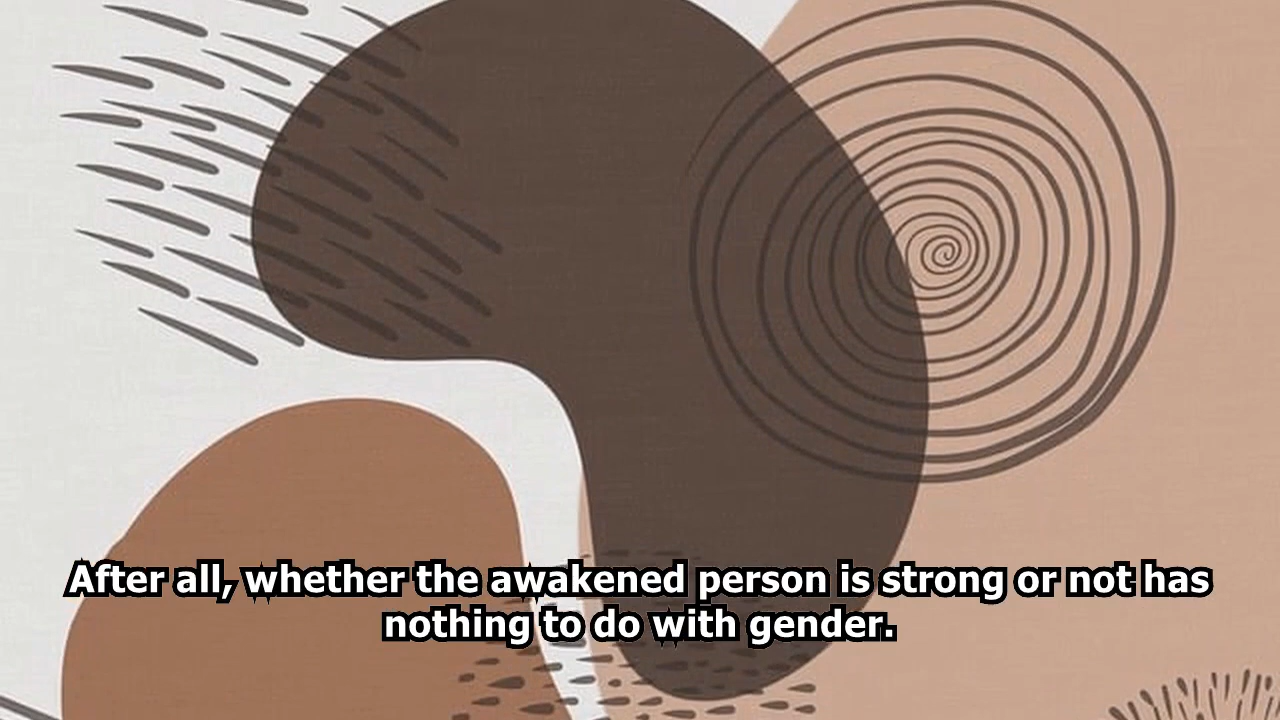 After all, whether the awakened person is strong or not has
nothing to do with gender.